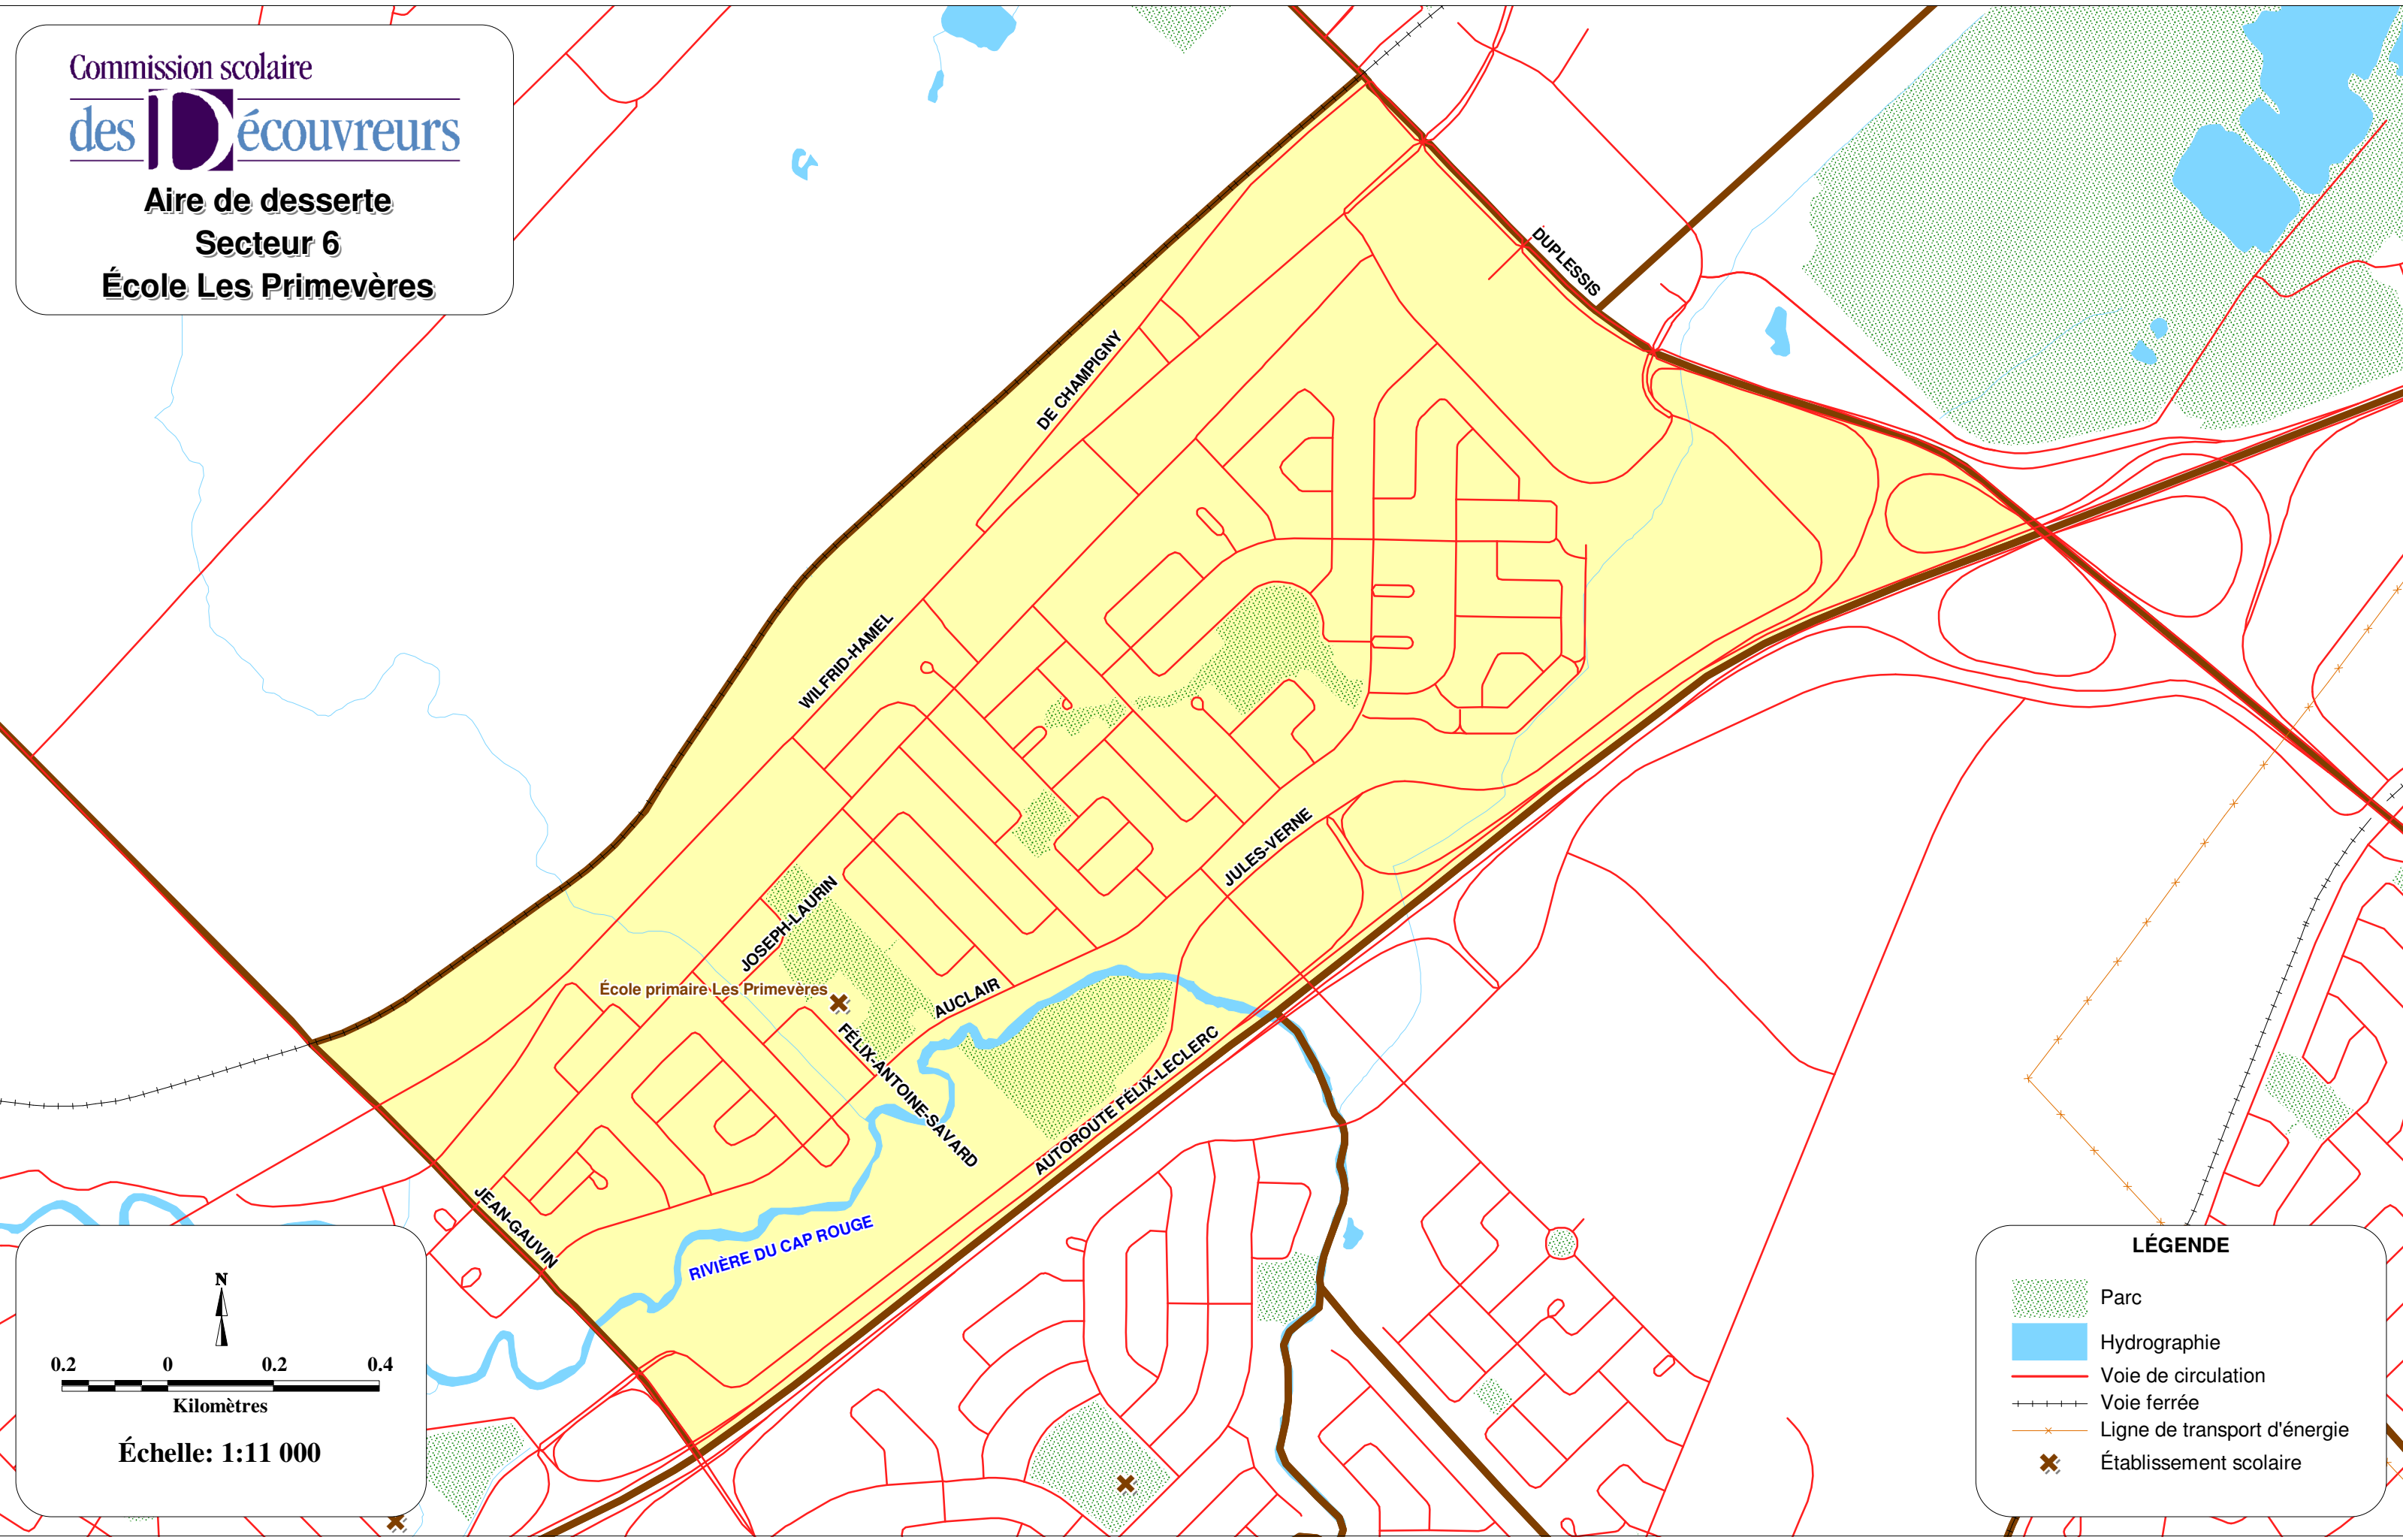 Commission scolaire
des Découvreurs
Aire de desserte
Secteur 6
École Les Primevères
DUPLESSIS
DE CHAMPIGNY
WILFRID-HAMEL
JULES-VERNE
JOSEPH-LAURIN
École primaire Les Primevères
AUCLAIR
FÉLIX-ANTOINE-SAVARD
AUTOROUTE FÉLIX-LECLERC
JEAN-GAUVIN
RIVIÈRE DU CAP ROUGE
N
0.2 0 0.2 0.4
Kilomètres
Échelle: 1:11 000
LÉGENDE
Parc
Hydrographie
Voie de circulation
Voie ferrée
Ligne de transport d'énergie
Établissement scolaire